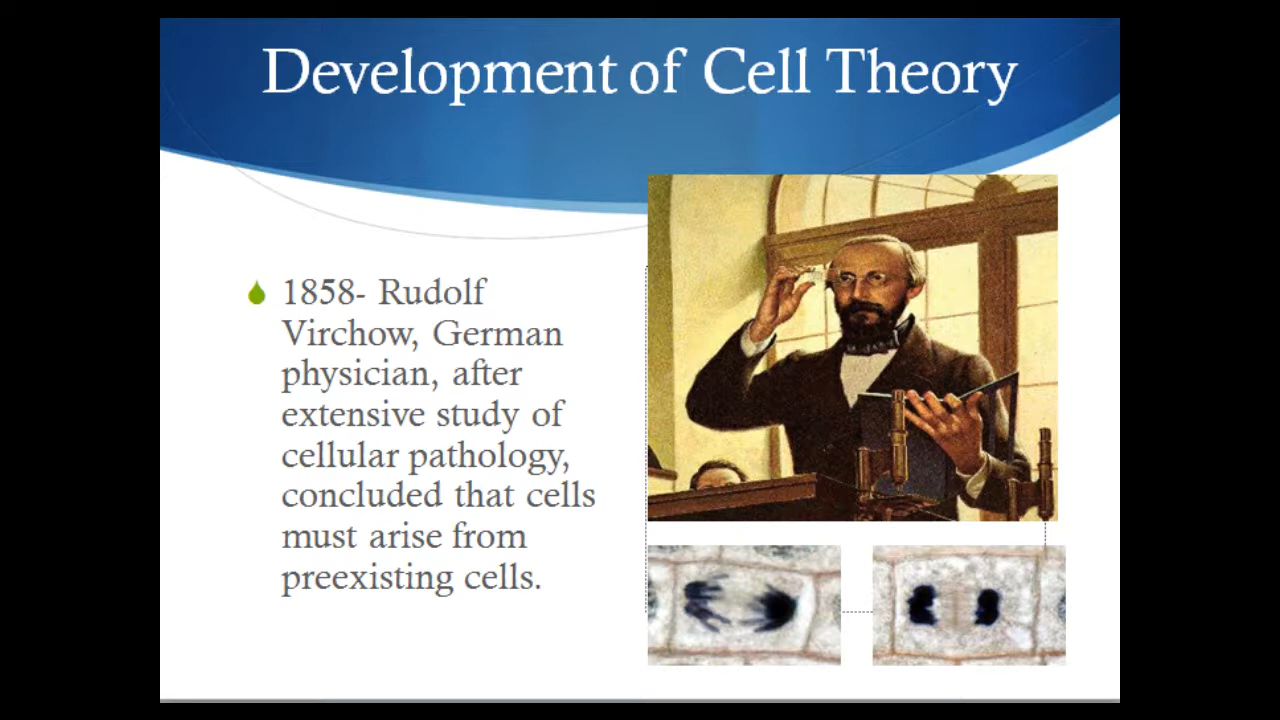 Development of Cell Theory
1858- Rudolf
Virchow, German
physician, after
extensive study of
cellular pathology,
concluded that cells
must arise from
preexisting cells.